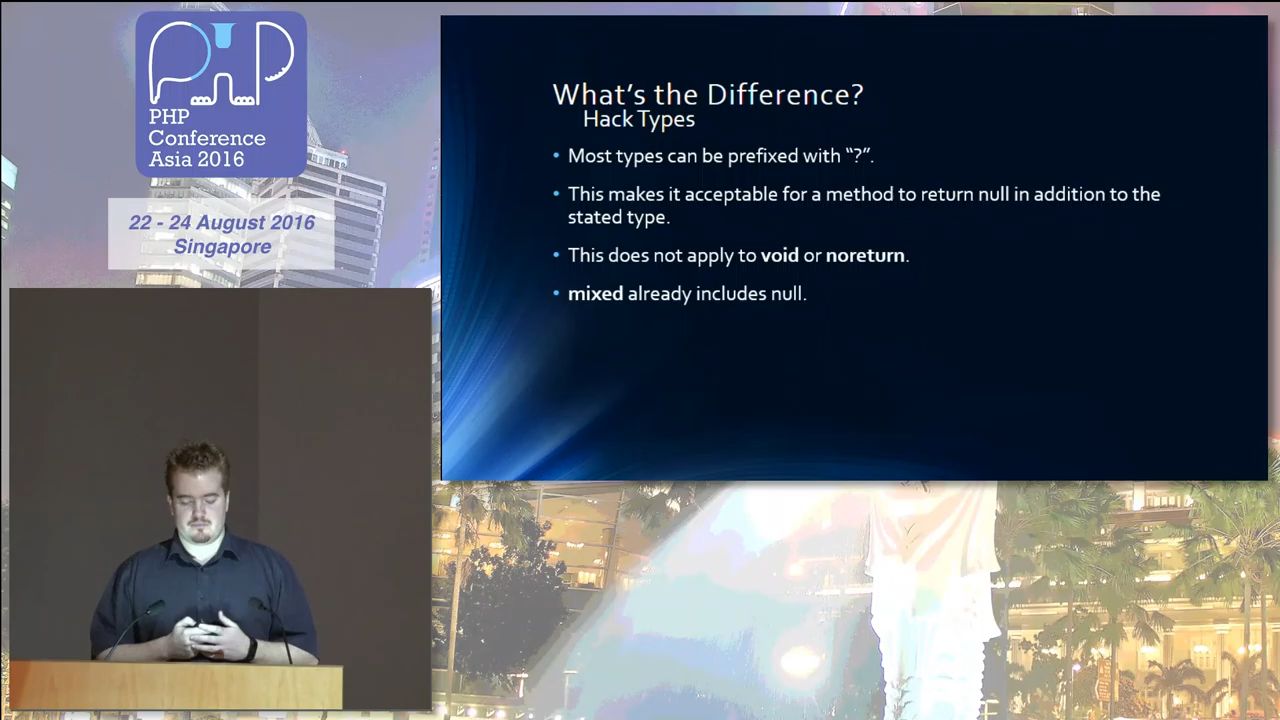 PHP
Conference
Asia 2016
22 - 24 August 2016
Singapore
What's the Difference?
Hack Types
• Most types can be prefixed with “?”.
• This makes it acceptable for a method to return null in addition to the
stated type.
• This does not apply to void or noreturn.
• mixed already includes null.